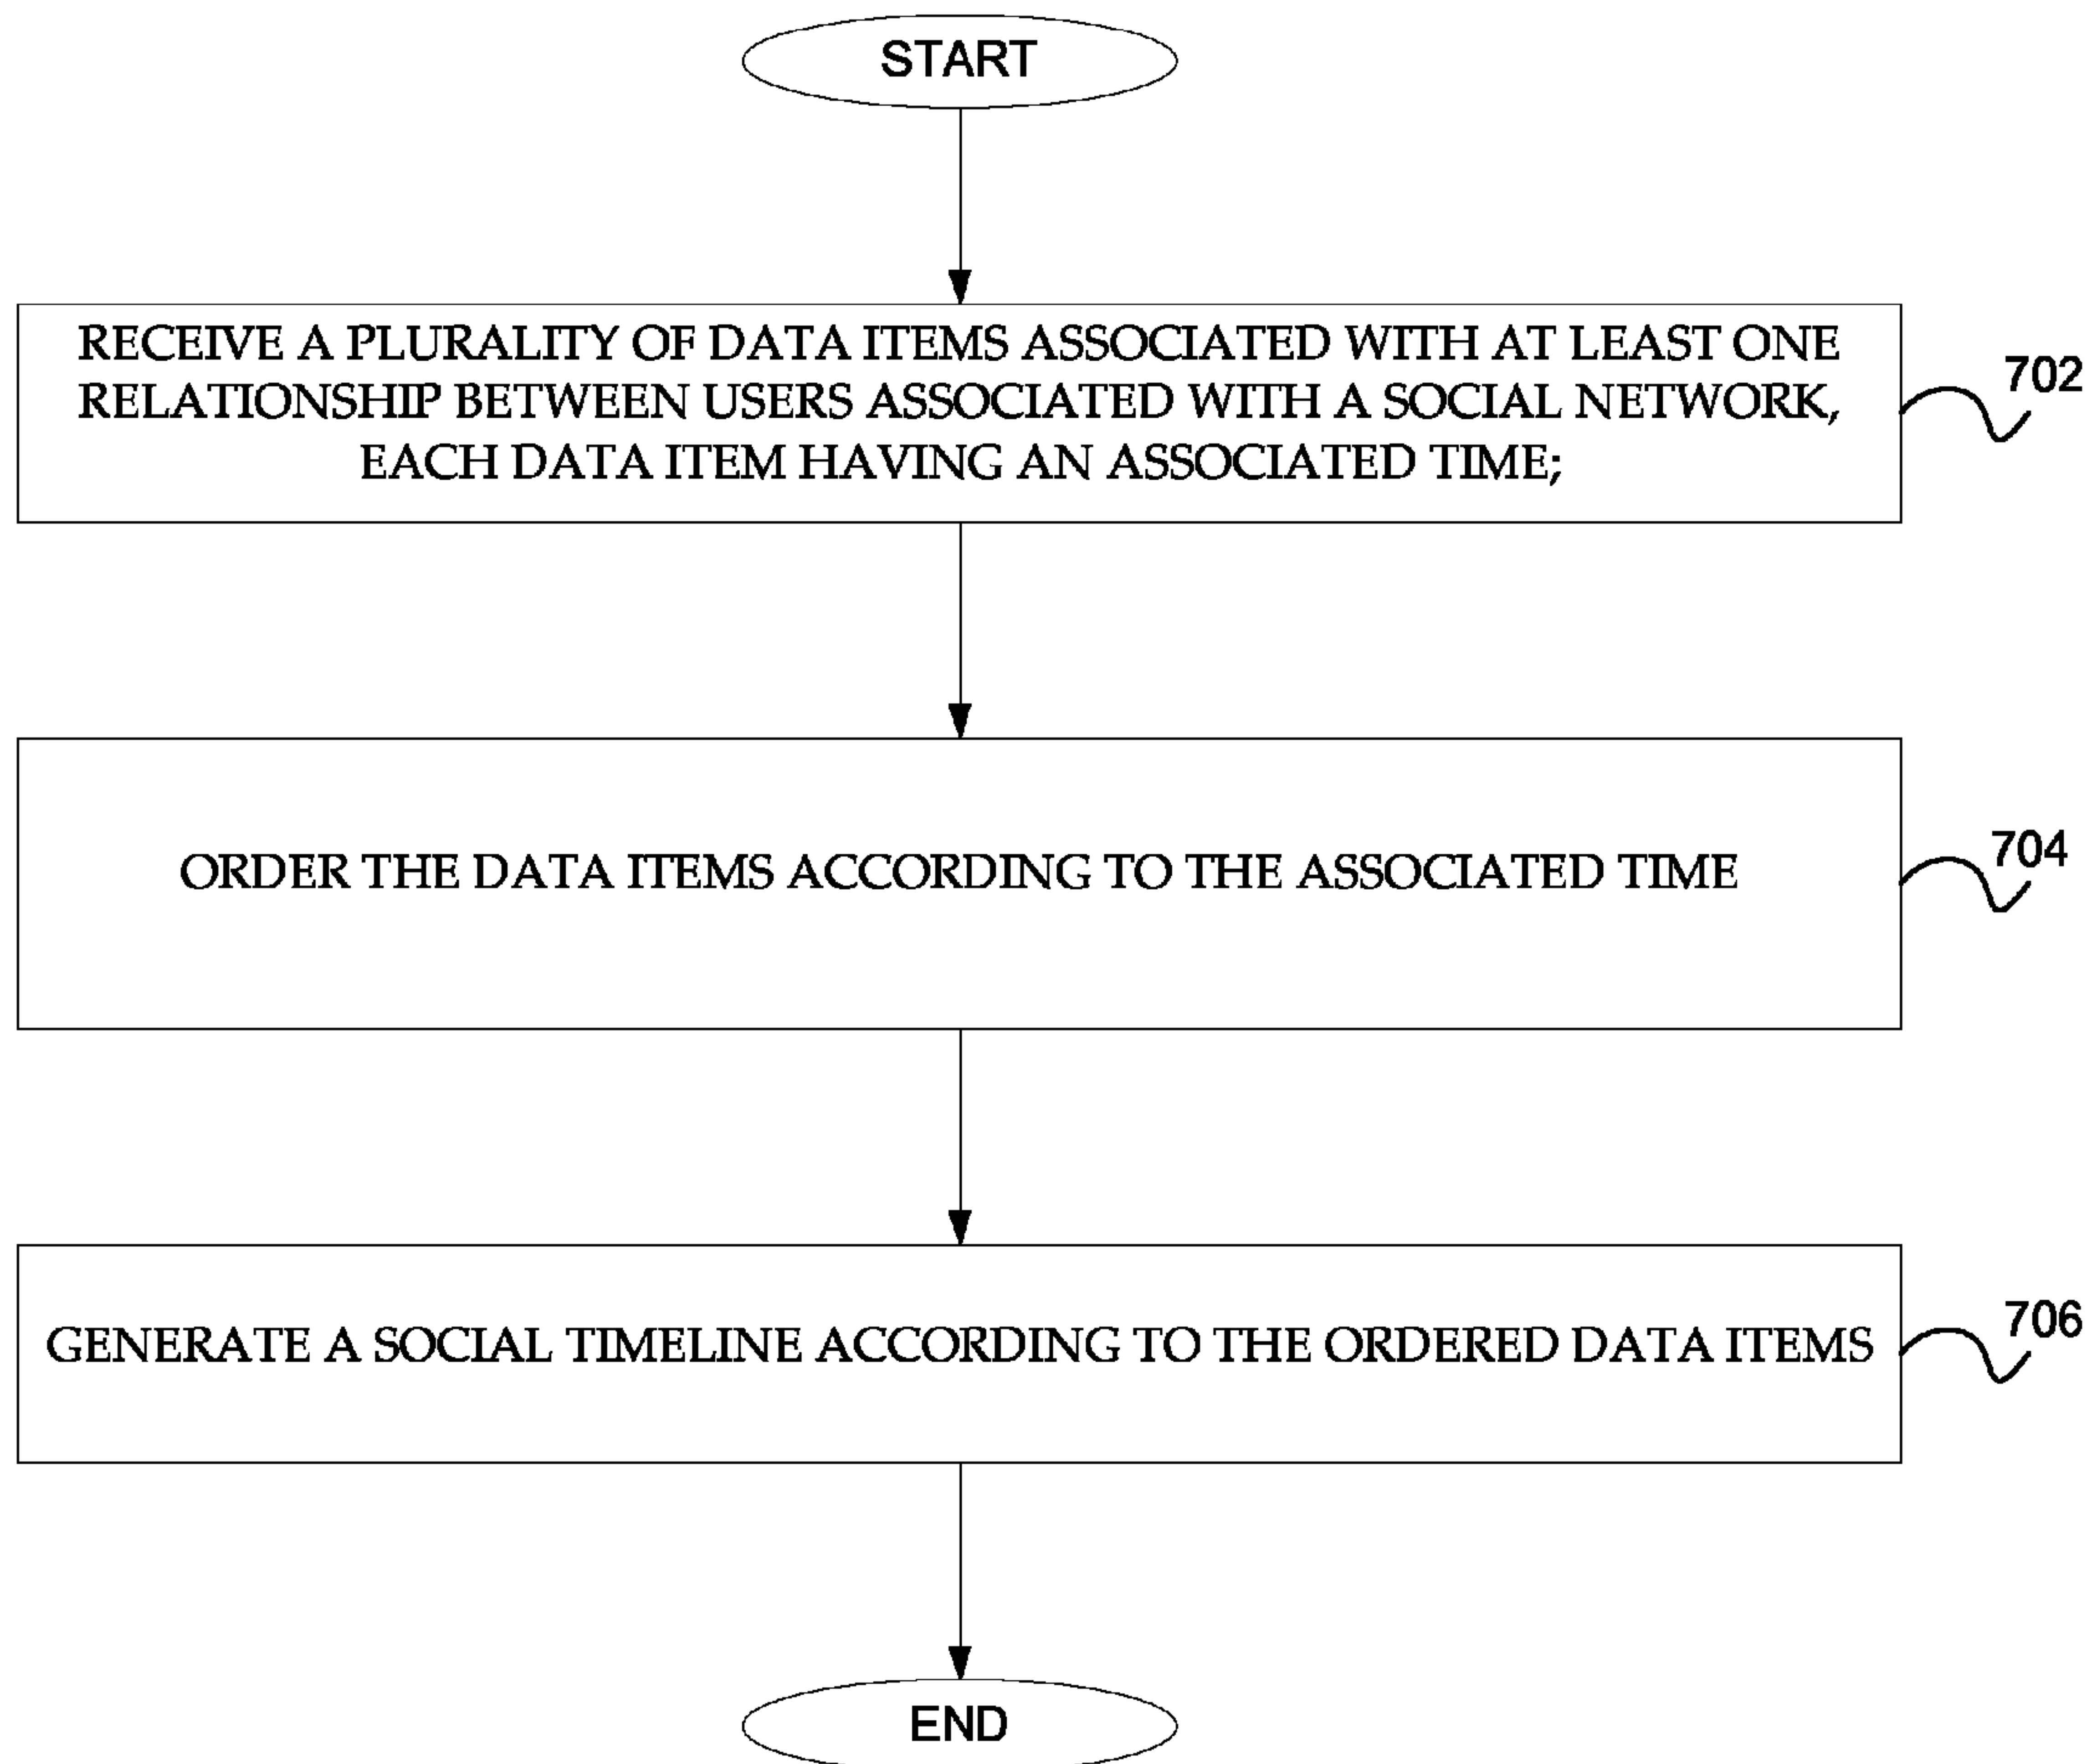 START
RECEIVE A PLURALITY OF DATA ITEMS ASSOCIATED WITH AT LEAST ONE
RELATIONSHIP BETWEEN USERS ASSOCIATED WITH A SOCIAL NETWORK,
EACH DATA ITEM HAVING AN ASSOCIATED TIME;
702
ORDER THE DATA ITEMS ACCORDING TO THE ASSOCIATED TIME
704
GENERATE A SOCIAL TIMELINE ACCORDING TO THE ORDERED DATA ITEMS
706
END